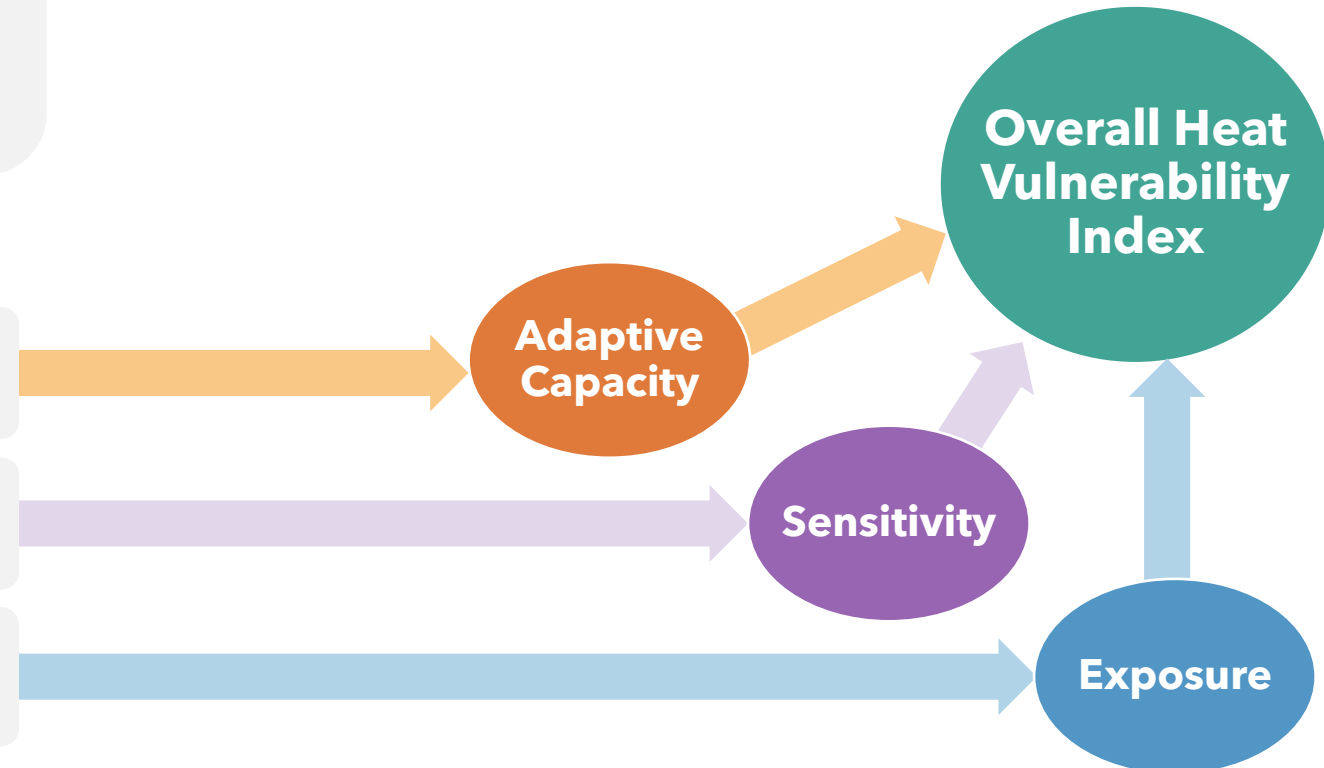 Overall Heat
Vulnerability
Index
Adaptive
Capacity
Sensitivity
Exposure